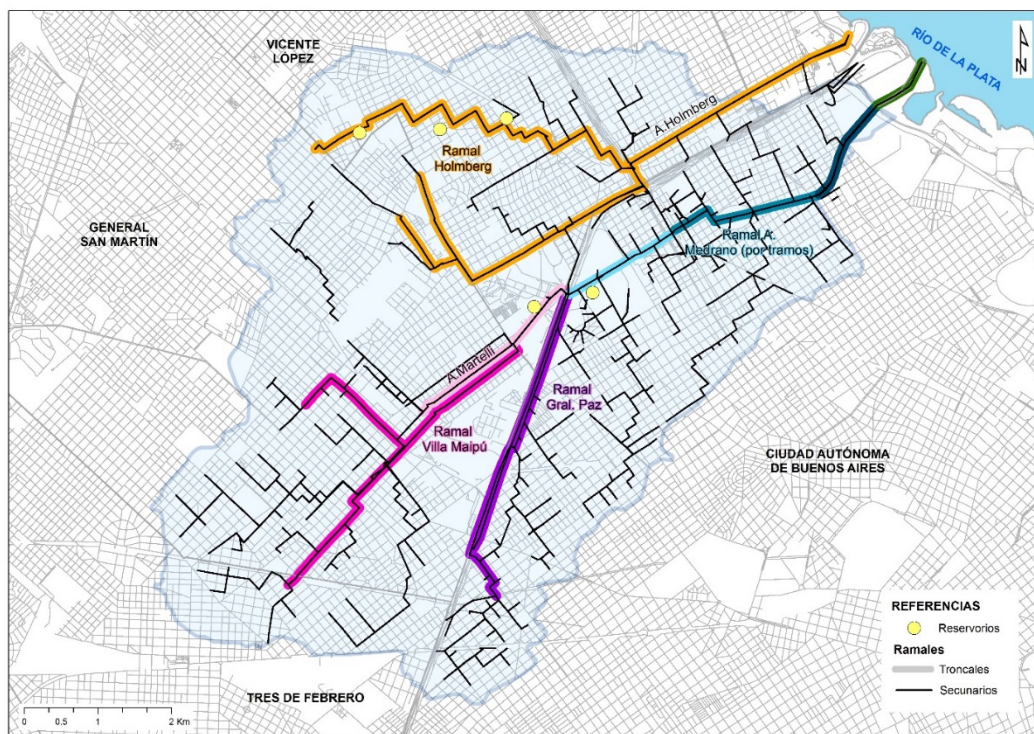 VICENTE
LÓPEZ
RÍO DE LA PLATA
N
A.Holmberg
Ramal
Holmberg
GENERAL
SAN MARTÍN
Ramal A.
Medrano (por tramos)
A.Martelli
Ramal
Gral. Paz
Ramal
Villa Maipú
CIUDAD AUTÓNOMA
DE BUENOS AIRES
TRES DE FEBRERO
REFERENCIAS
Reservorios
Ramales
Troncales
Secunarios
0 0.5 1 2 Km